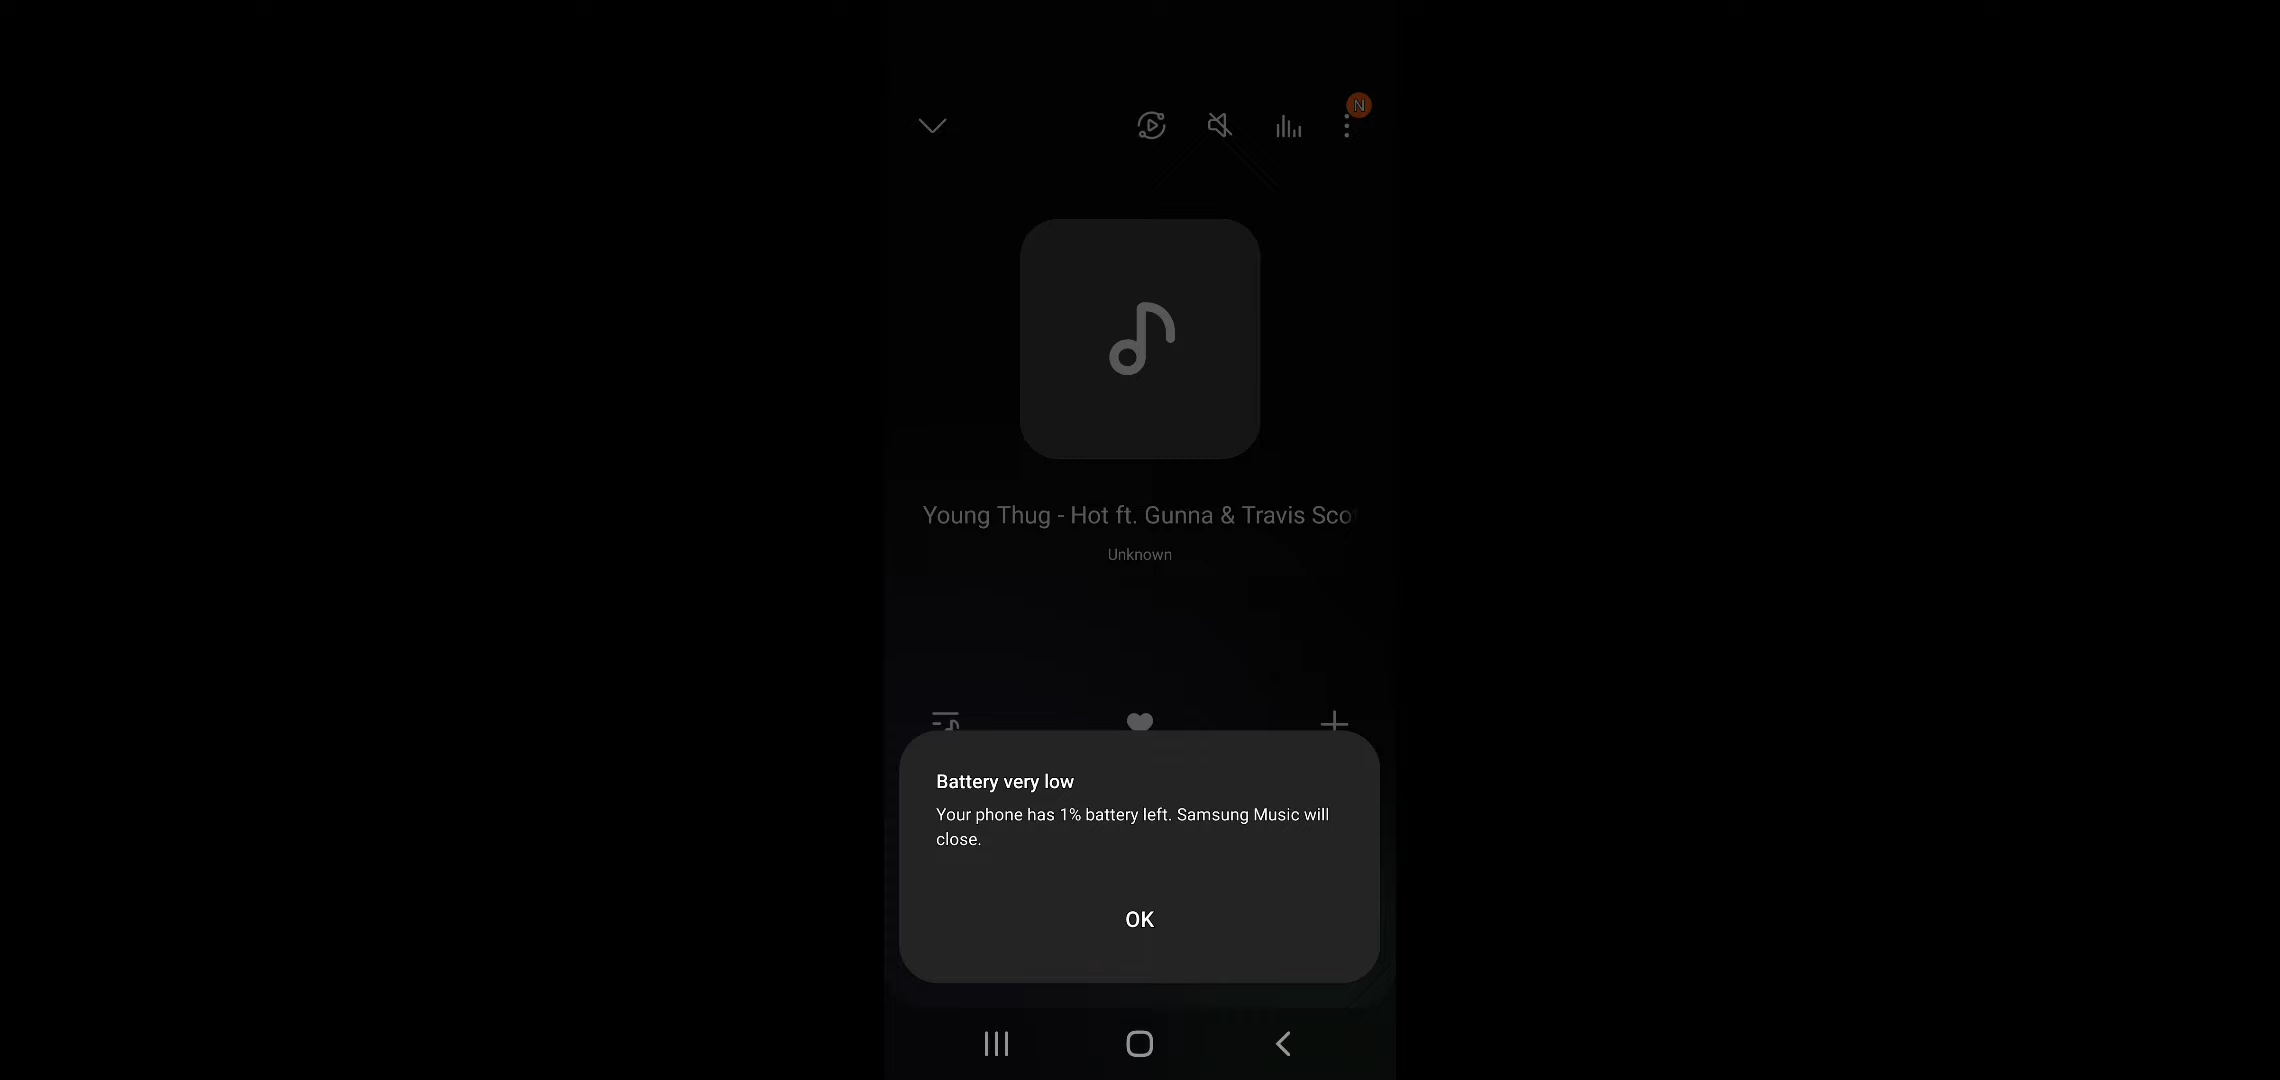 N
Young Thug - Hot ft. Gunna & Travis Sco
Unknown
Battery very low
Your phone has 1% battery left. Samsung Music will
close.
OK